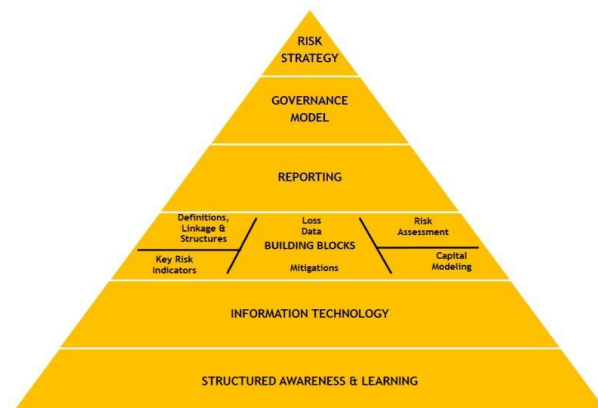 RISK
STRATEGY
GOVERNANCE
MODEL
REPORTING
Definitions,
Linkage &
Structures
Key Risk
Indicators
Loss
Data
BUILDING BLOCKS
Mitigations
Risk
Assessment
Capital
Modeling
INFORMATION TECHNOLOGY
STRUCTURED AWARENESS & LEARNING